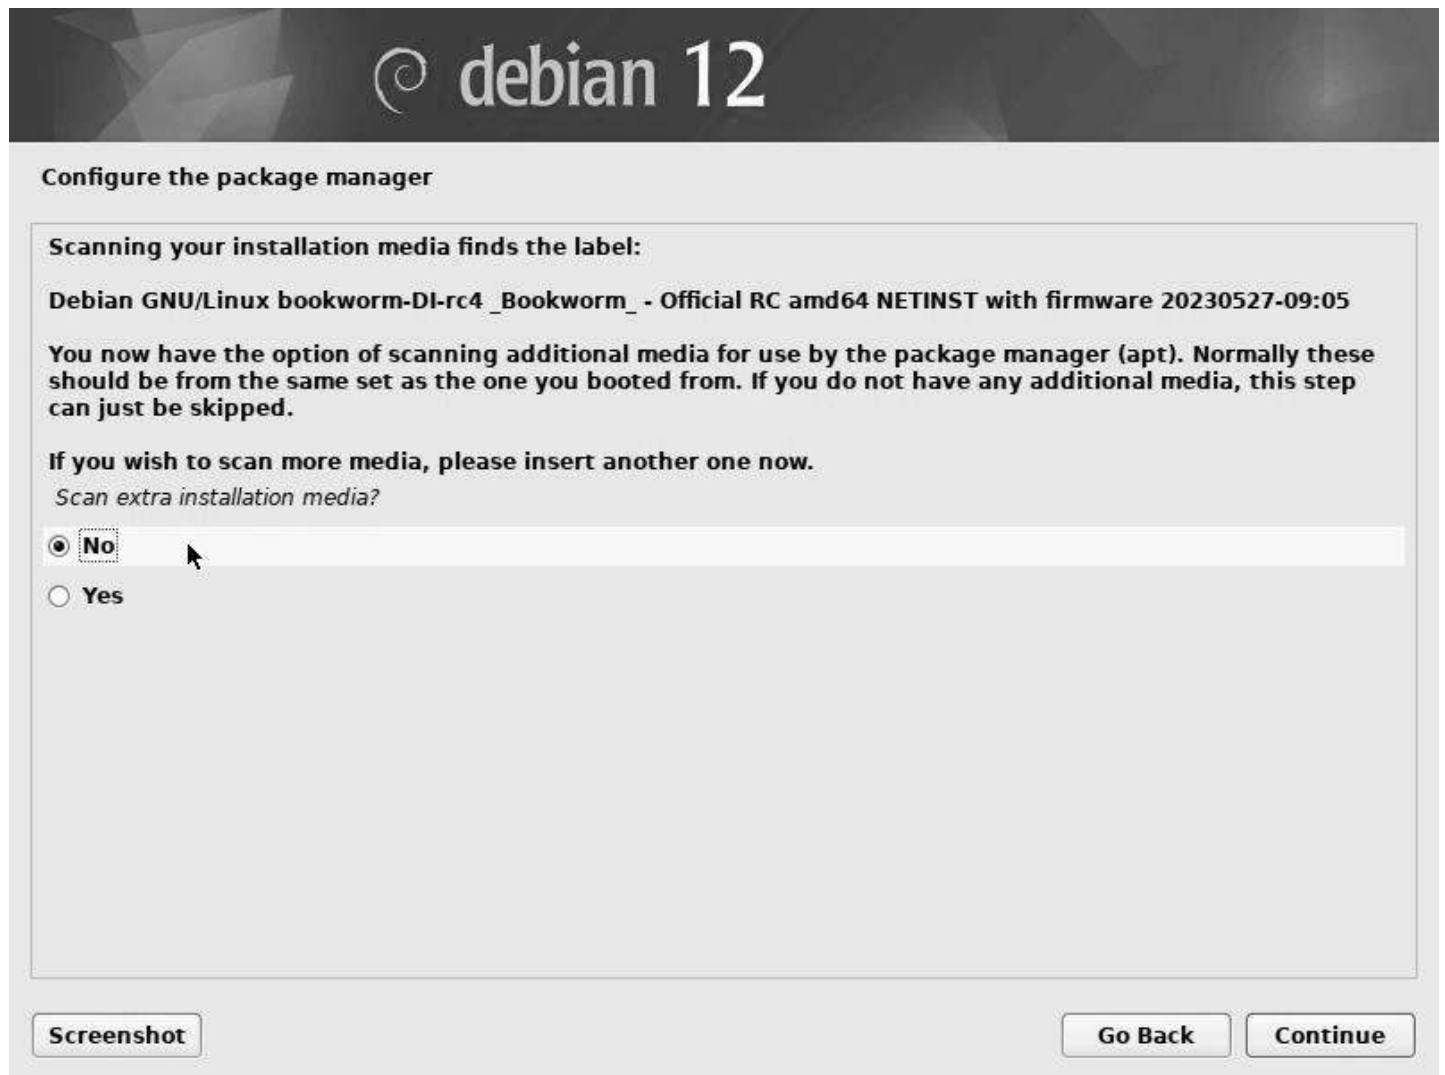 debian 12
Configure the package manager
Scanning your installation media finds the label:
Debian GNU/Linux bookworm-DI-rc4 _Bookworm_ - Official RC amd64 NETINST with firmware 20230527-09:05
You now have the option of scanning additional media for use by the package manager (apt). Normally these
should be from the same set as the one you booted from. If you do not have any additional media, this step
can just be skipped.
If you wish to scan more media, please insert another one now.
Scan extra installation media?
No
Yes
Screenshot
Go Back
Continue